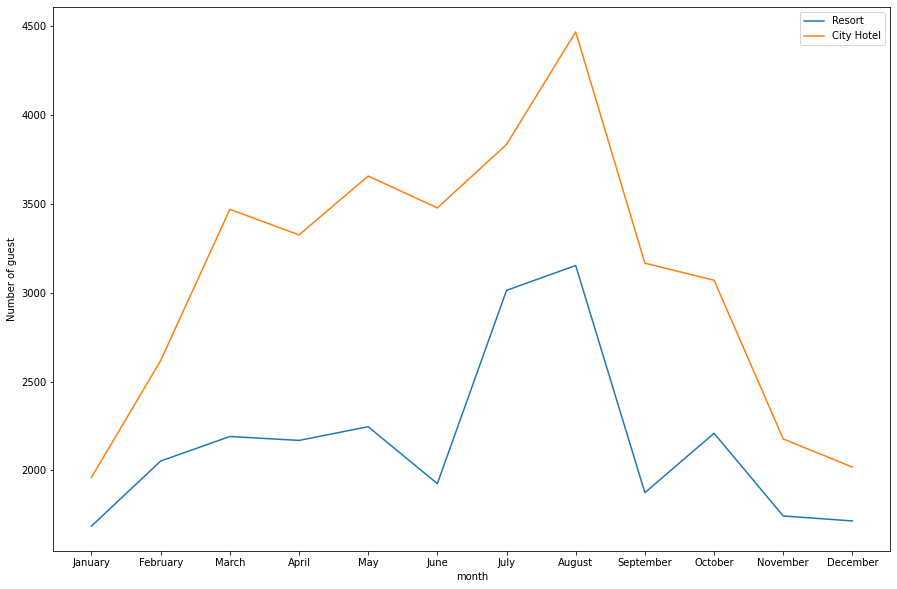 Resort
City Hotel
4500
4000
3500
3000
2500
2000
Number of guest
January February March April May June July August September October November December
month